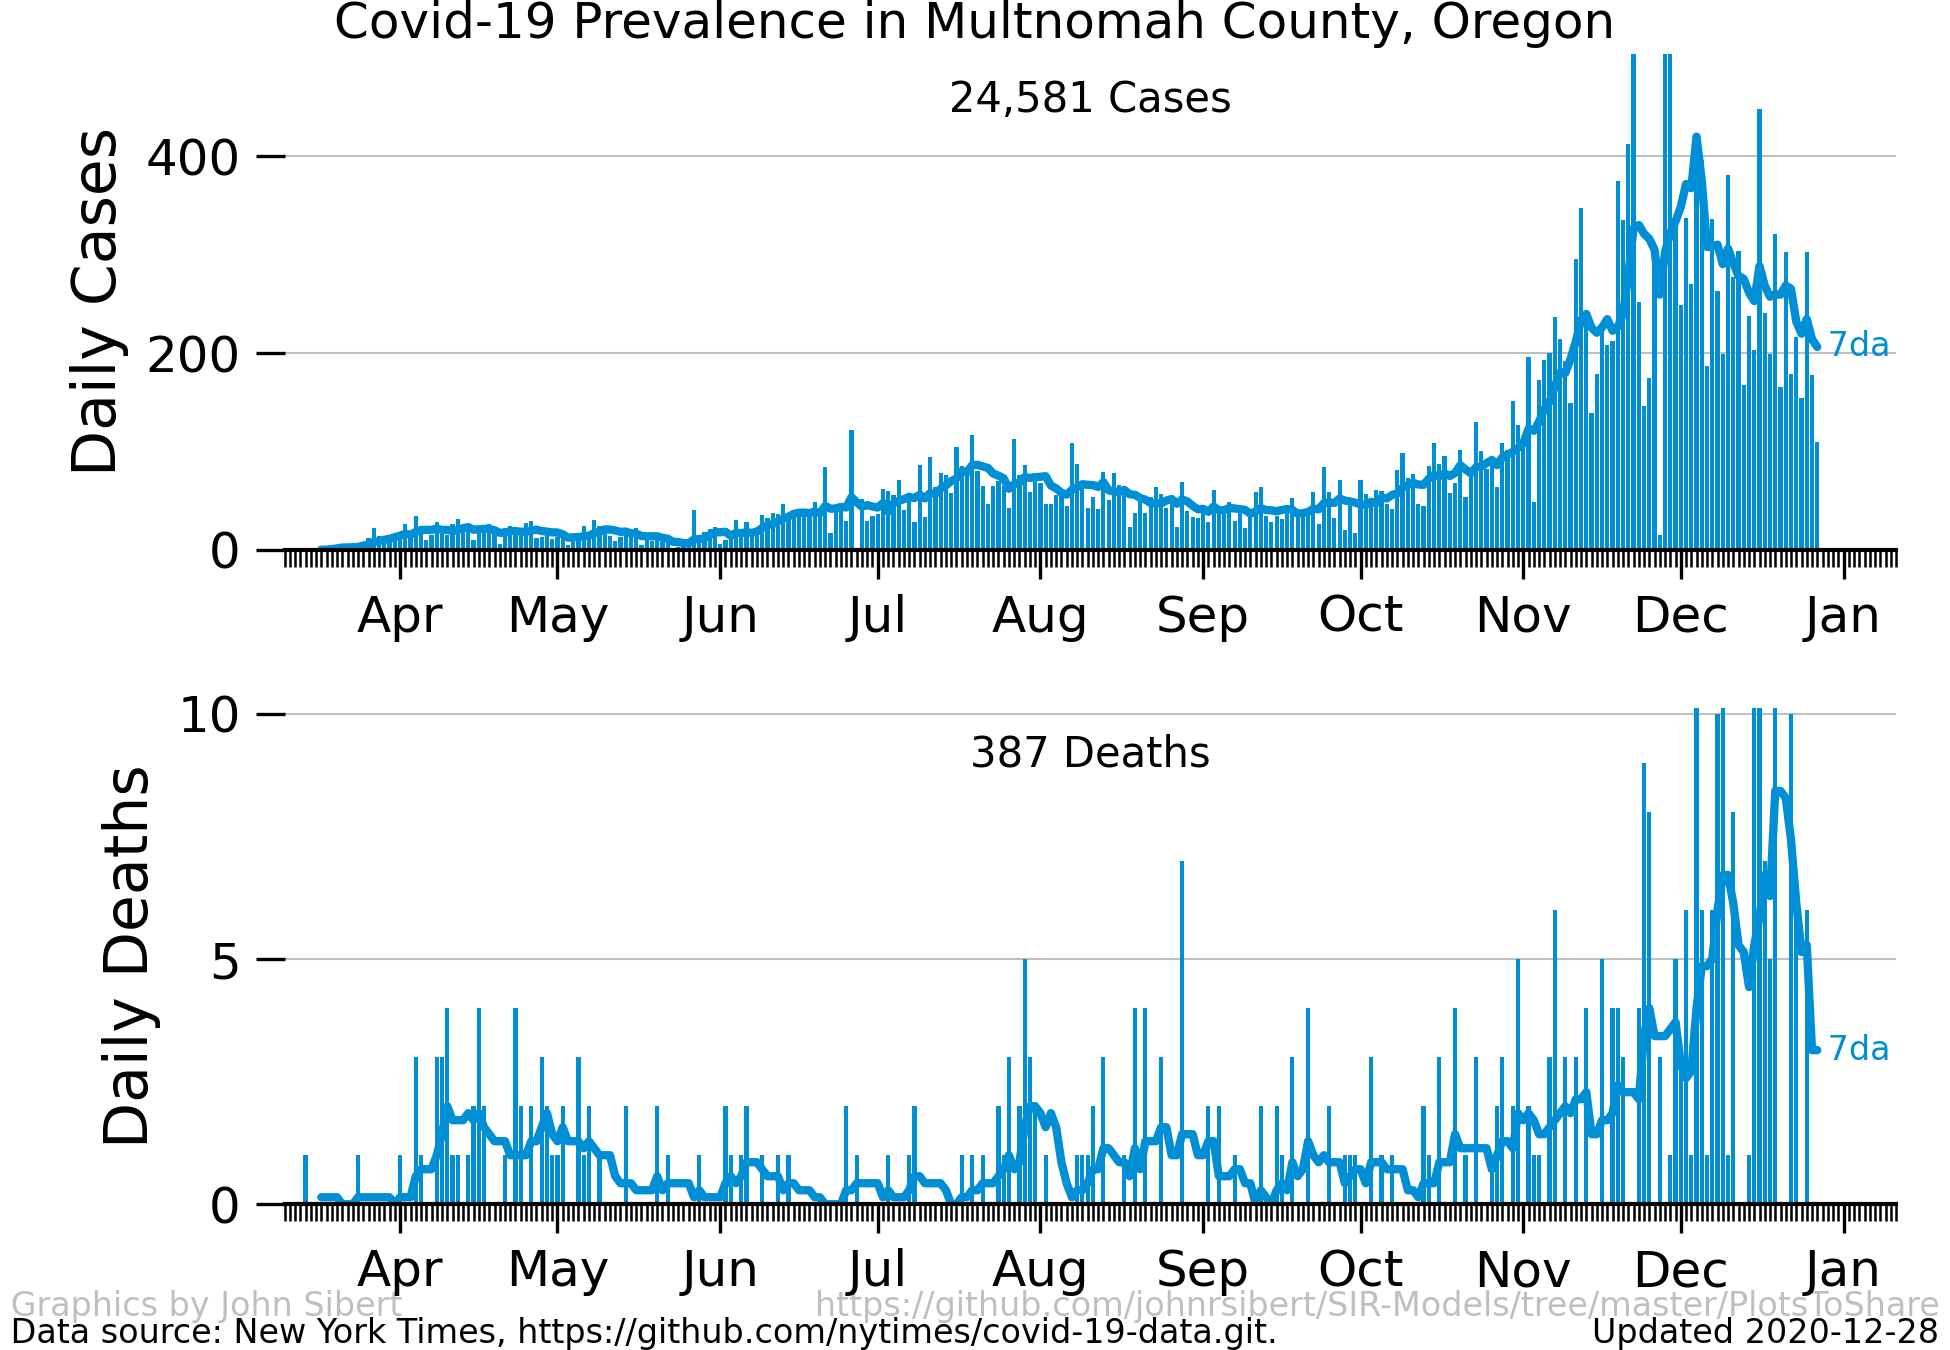 Covid-19 Prevalence in Multnomah County, Oregon
24,581 Cases
Daily Cases
400
200
0
7da
Apr May Jun Jul Aug Sep Oct Nov Dec Jan
387 Deaths
Daily Deaths
10
5
0
7da
Apr May Jun Jul Aug Sep Oct Nov Dec Jan
Graphics by John Sibert
https://github.com/johnrsibert/SIR-Models/tree/master/PlotsToShare
Data source: New York Times, https://github.com/nytimes/covid-19-data.git.
Updated 2020-12-28